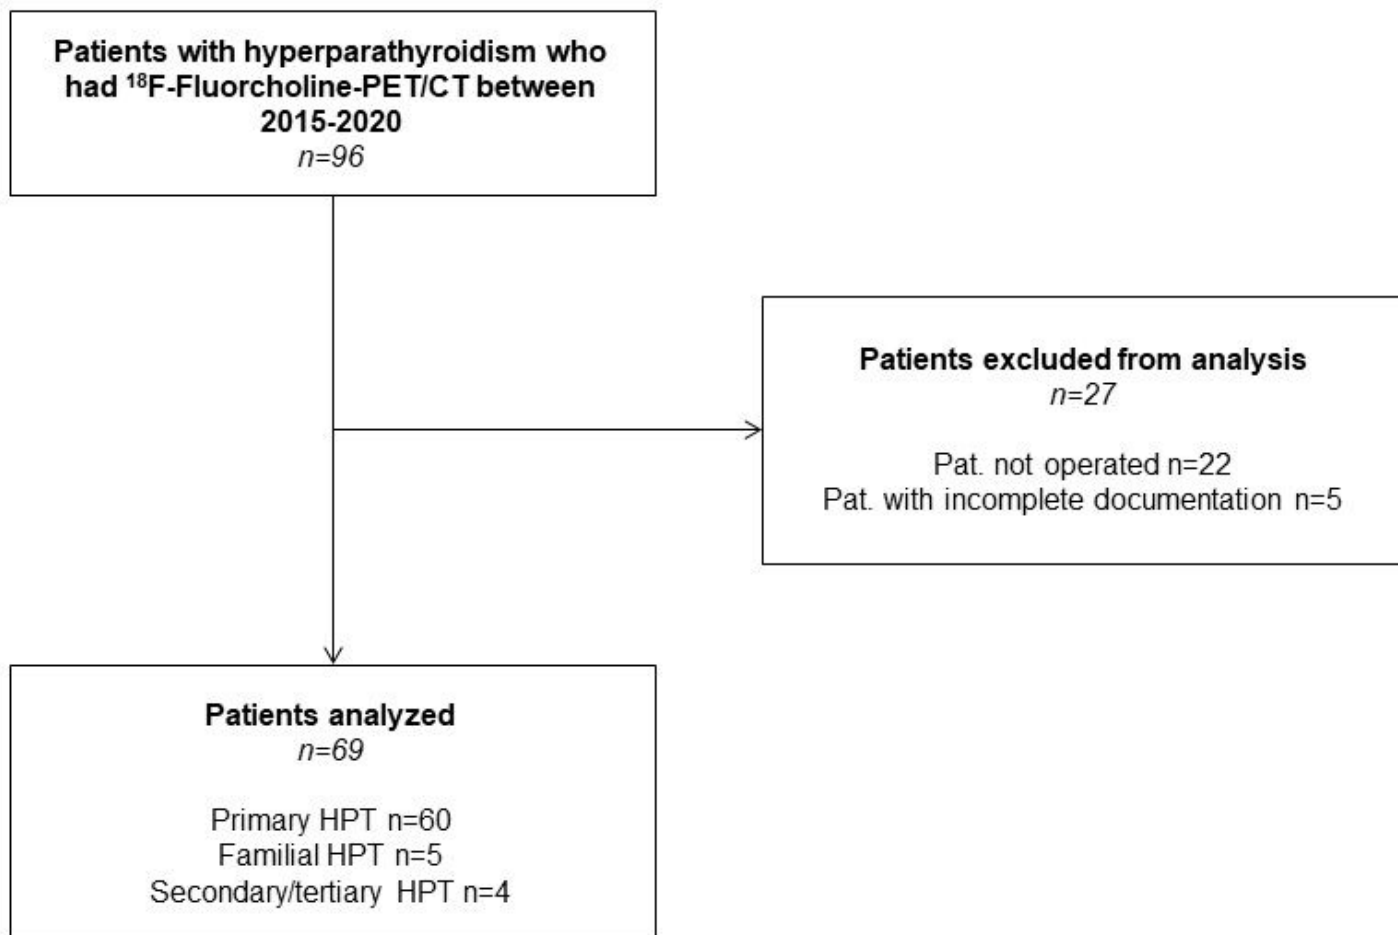 Patients with hyperparathyroidism who
had ¹⁸F-Fluorcholine-PET/CT between
2015-2020
n=96
Patients excluded from analysis
n=27
Pat. not operated n=22
Pat. with incomplete documentation n=5
Patients analyzed
n=69
Primary HPT n=60
Familial HPT n=5
Secondary/tertiary HPT n=4